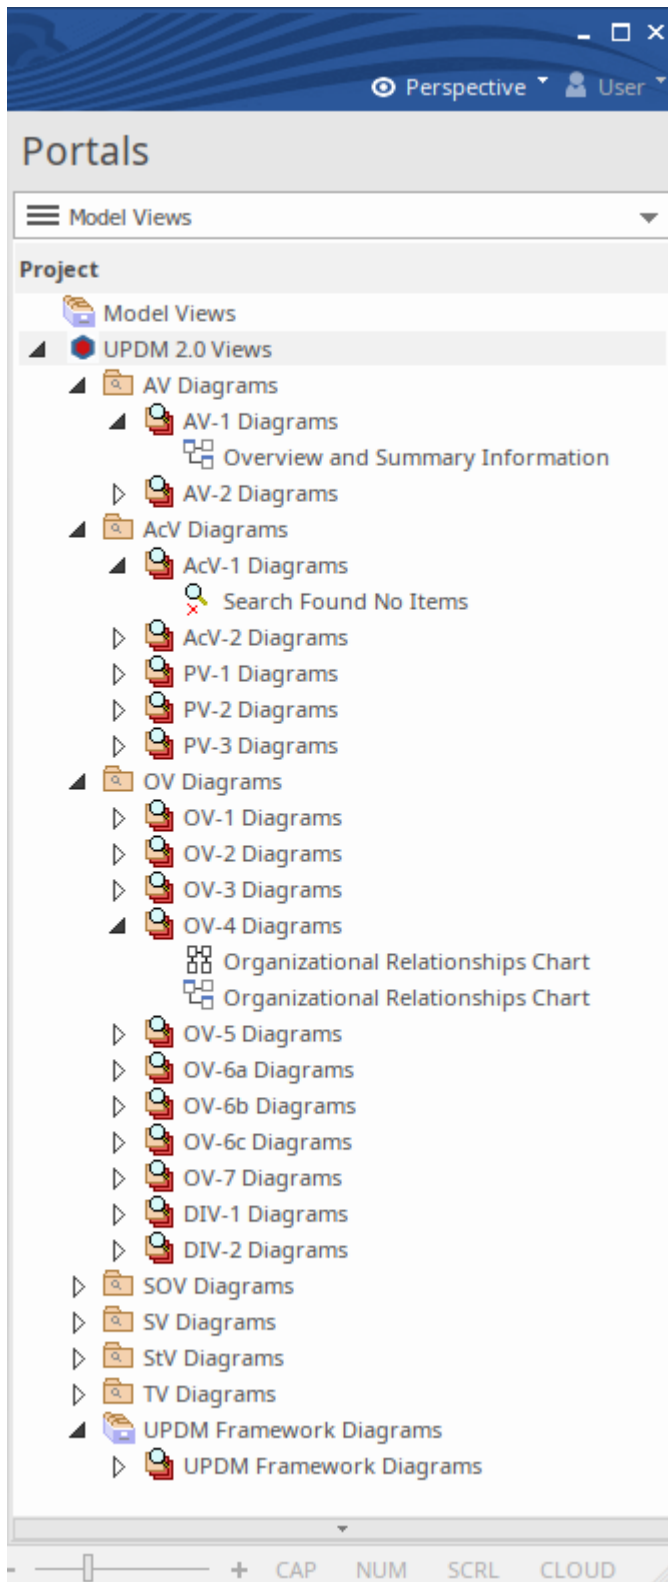 Perspective User
Portals
Model Views
Project
Model Views
UPDM 2.0 Views
AV Diagrams
AV-1 Diagrams
Overview and Summary Information
AV-2 Diagrams
AcV Diagrams
AcV-1 Diagrams
Search Found No Items
AcV-2 Diagrams
PV-1 Diagrams
PV-2 Diagrams
PV-3 Diagrams
OV Diagrams
OV-1 Diagrams
OV-2 Diagrams
OV-3 Diagrams
OV-4 Diagrams
Organizational Relationships Chart
Organizational Relationships Chart
OV-5 Diagrams
OV-6a Diagrams
OV-6b Diagrams
OV-6c Diagrams
OV-7 Diagrams
DIV-1 Diagrams
DIV-2 Diagrams
SOV Diagrams
SV Diagrams
StV Diagrams
TV Diagrams
UPDM Framework Diagrams
UPDM Framework Diagrams
CAP NUM SCRL CLOUD